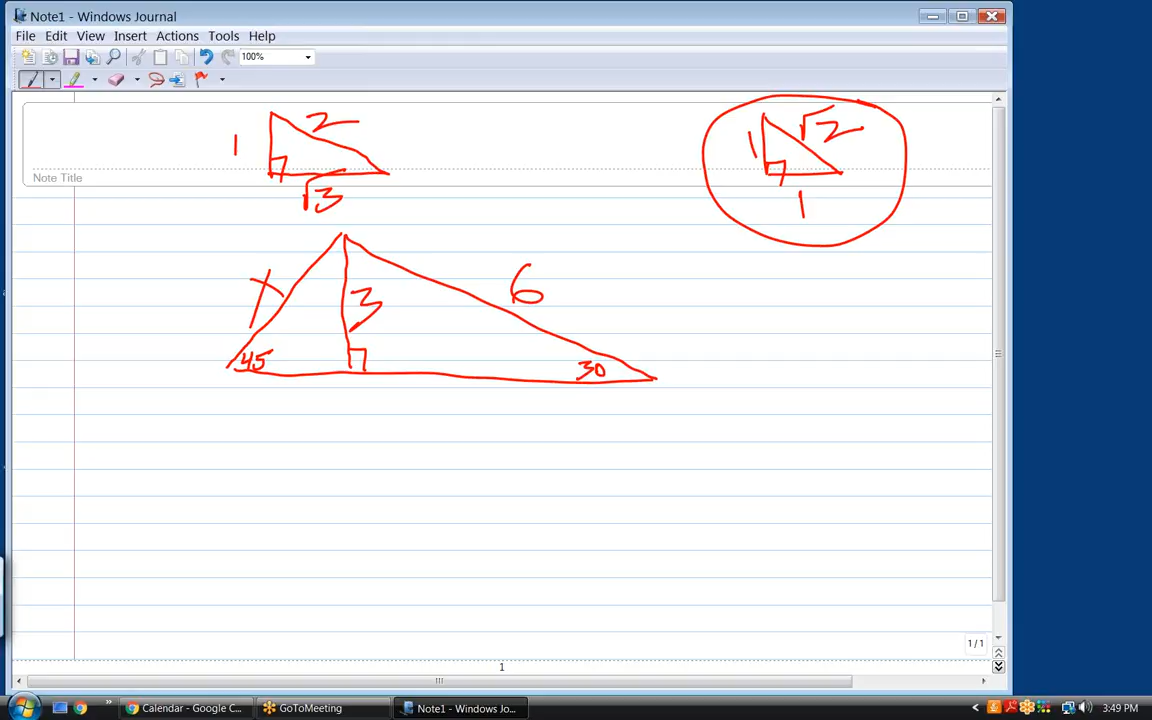 Note1 - Windows Journal
File Edit View Insert Actions Tools Help
100%
1 2 √3
1 √2 1
Note Title
x 3 6
45 30
1/1
1
Calendar - Google C... GoToMeeting Note1 - Windows Jo... 3:49 PM